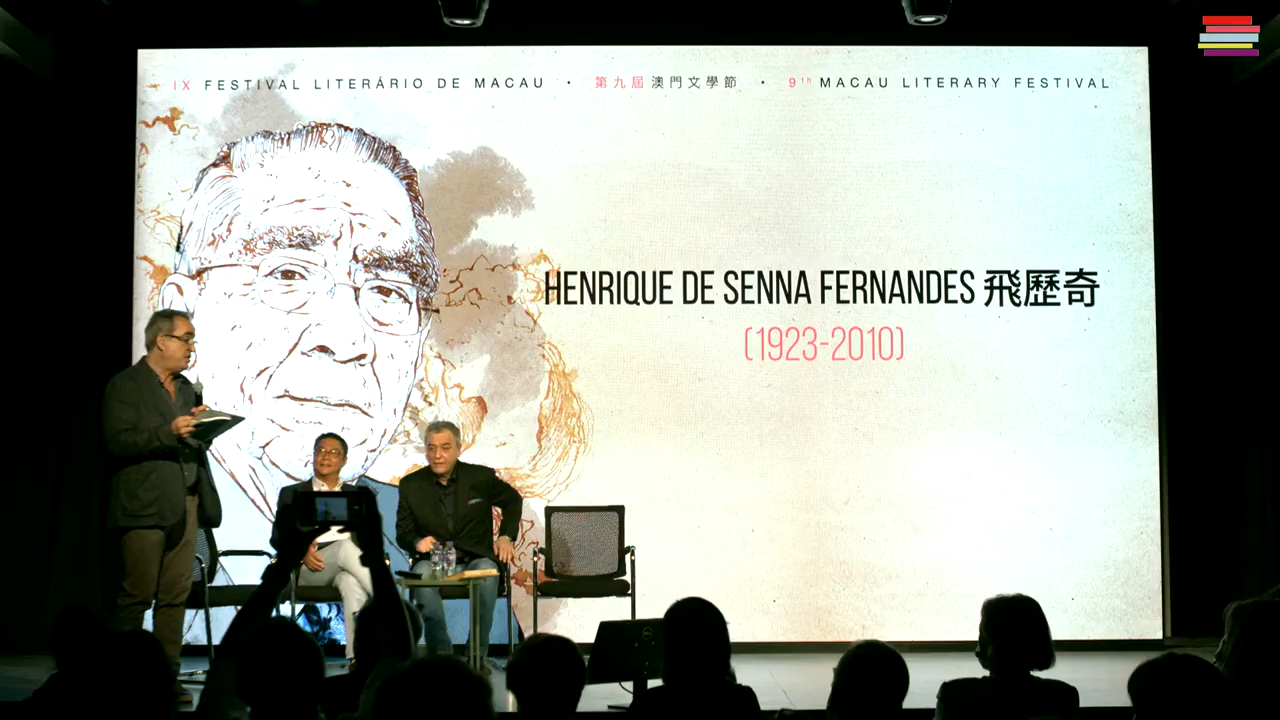 IX FESTIVAL LITERÁRIO DE MACAU • 第九屆澳門文學節 • 9th MACAU LITERARY FESTIVAL
HENRIQUE DE SENNA FERNANDES 飛歷奇
(1923-2010)
DELL